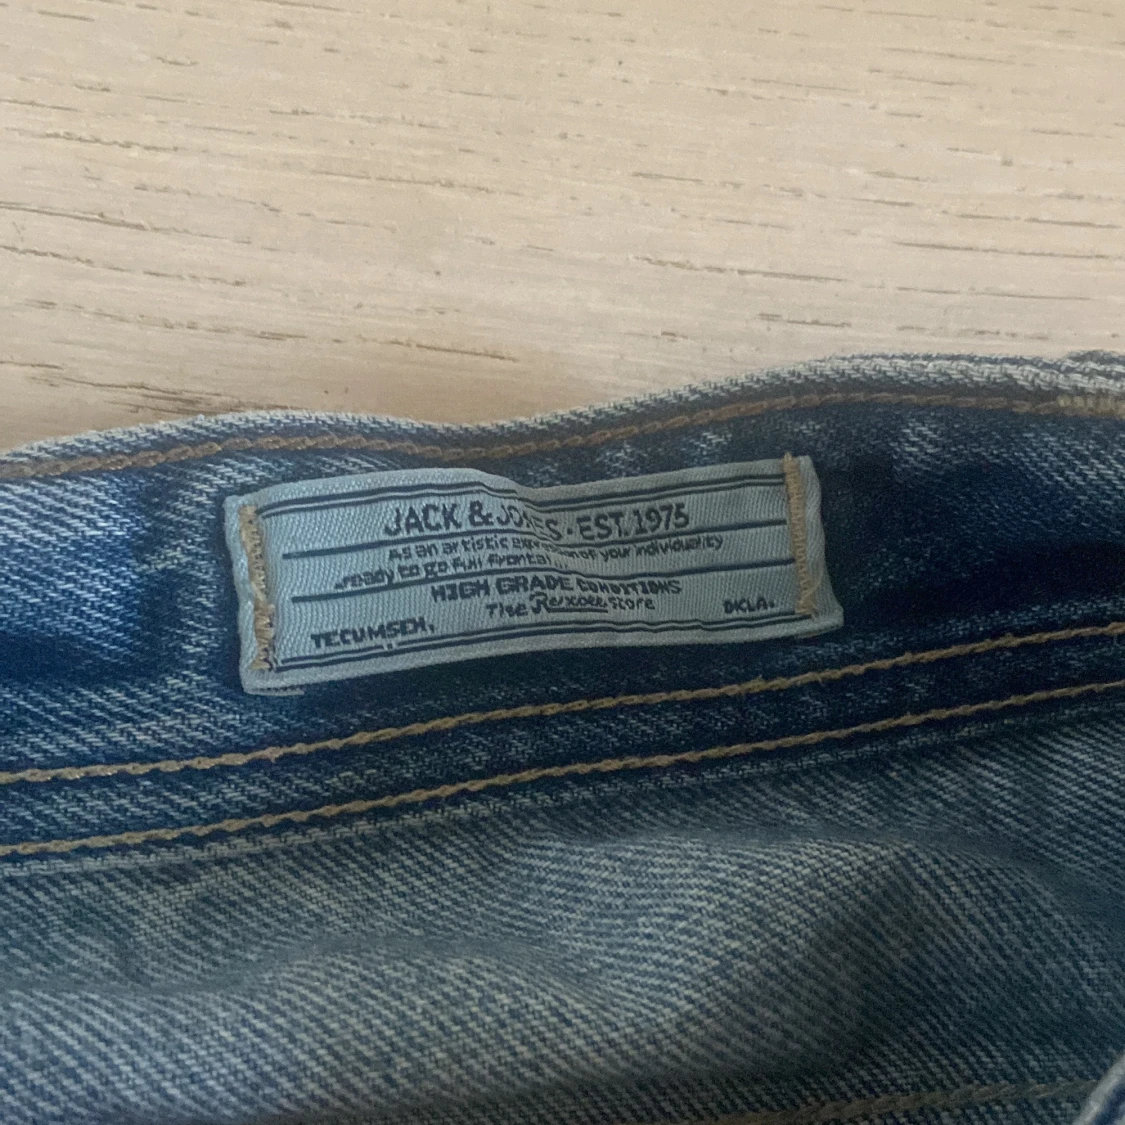 JACK & JONES · EST. 1975
As an artistic expression of your individuality
...ready to go full frontal...
HIGH GRADE CONDITIONS
The Rexall Store
TECUMSEH, OKLA.